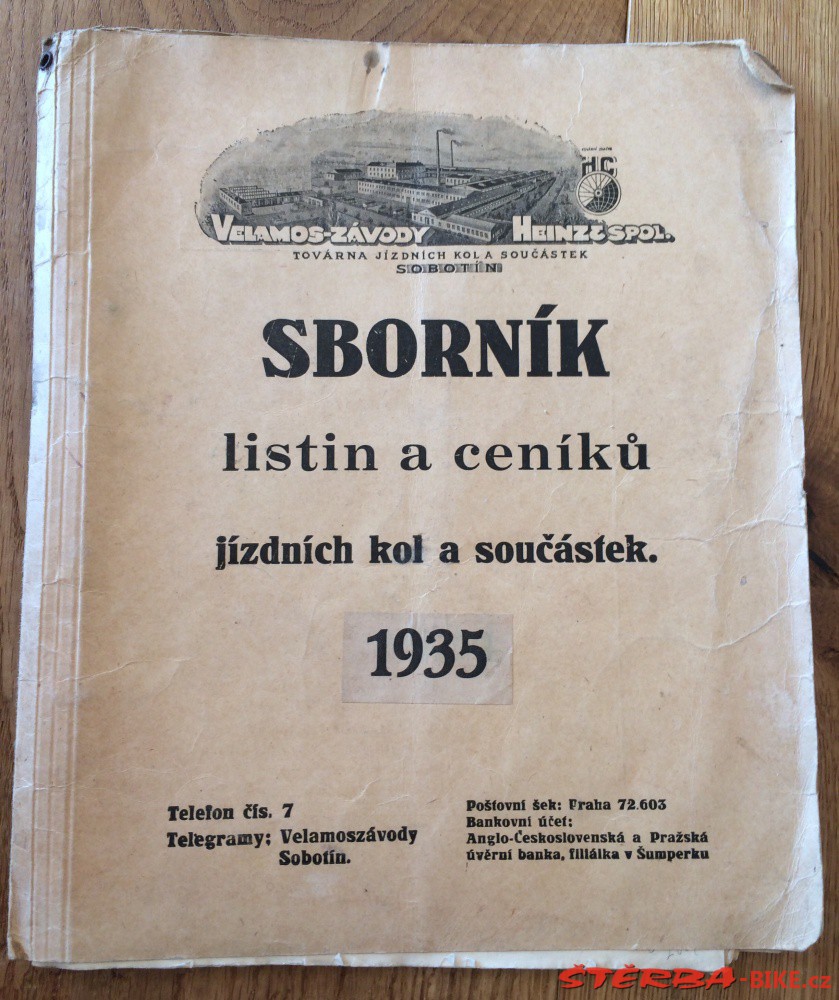 HC
VELAMOS-ZÁVODY HEINZ & SPOL.
TOVÁRNA JÍZDNÍCH KOL A SOUČÁSTEK
SOBOTÍN
SBORNÍK
listin a ceníků
jízdních kol a součástek.
1935
Telefon čís. 7
Telegramy: Velamoszávody
Sobotín.
Poštovní šek: Praha 72.603
Bankovní účet:
Anglo-Československá a Pražská
úvěrní banka, filiálka v Šumperku
ŠTĚRBA-BIKE.cz